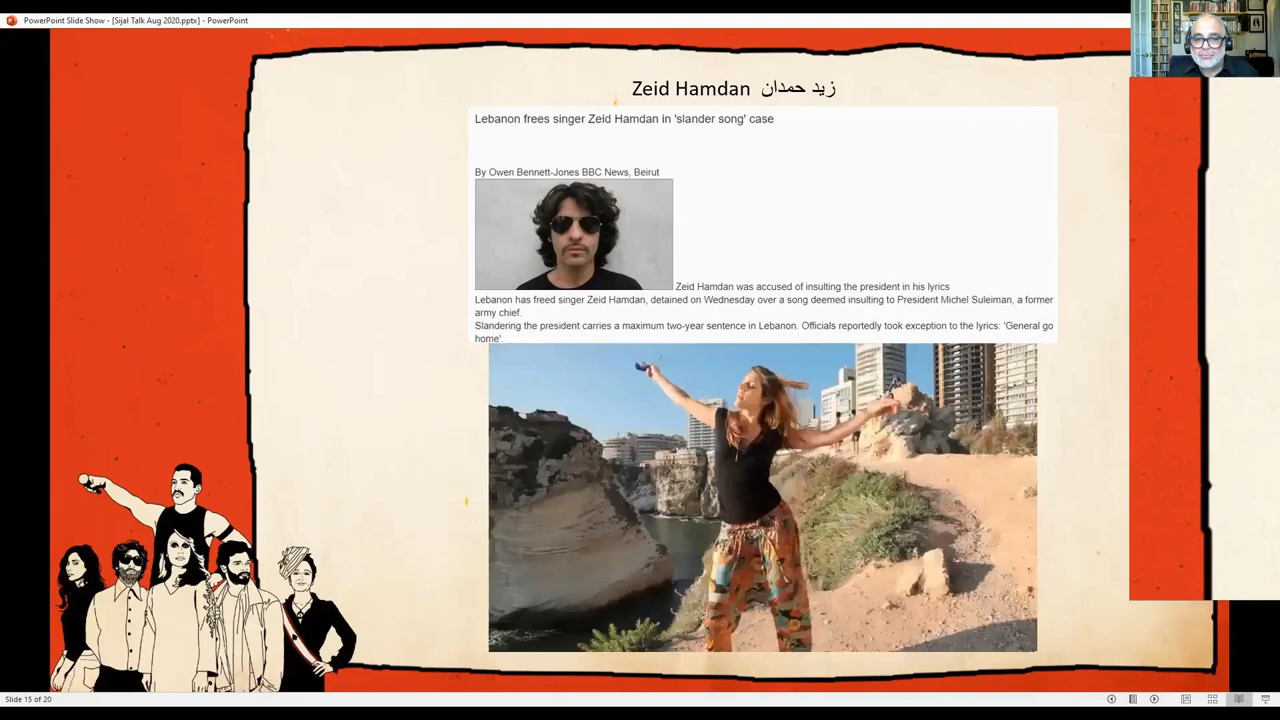 PowerPoint Slide Show - [Sijal Talk Aug 2020.pptx] - PowerPoint
Zeid Hamdan زيد حمدان
Lebanon frees singer Zeid Hamdan in 'slander song' case
By Owen Bennett-Jones BBC News, Beirut
Zeid Hamdan was accused of insulting the president in his lyrics
Lebanon has freed singer Zeid Hamdan, detained on Wednesday over a song deemed insulting to President Michel Suleiman, a former
army chief.
Slandering the president carries a maximum two-year sentence in Lebanon. Officials reportedly took exception to the lyrics: 'General go
home'.
Slide 15 of 20